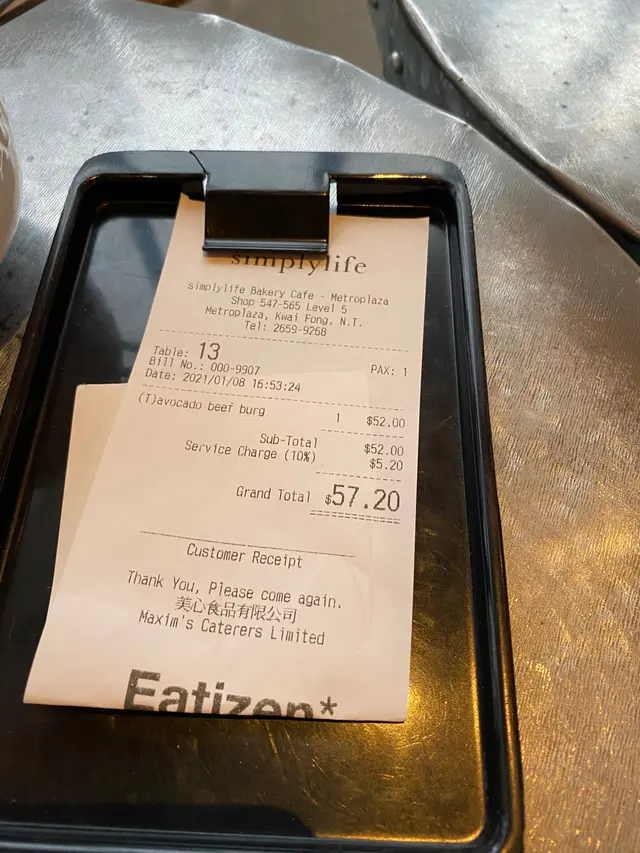 simplylife
simplylife Bakery Cafe - Metroplaza
Shop 547-565 Level 5
Metroplaza, Kwai Fong, N.T.
Tel: 2659-9268
Table: 13 PAX: 1
Bill No.: 000-9907
Date: 2021/01/08 16:53:24
(T)avocado beef burg 1 $52.00
Sub-Total $52.00
Service Charge (10%) $5.20
Grand Total $57.20
Customer Receipt
Thank You, Please come again.
美心食品有限公司
Maxim's Caterers Limited
Eatizen*